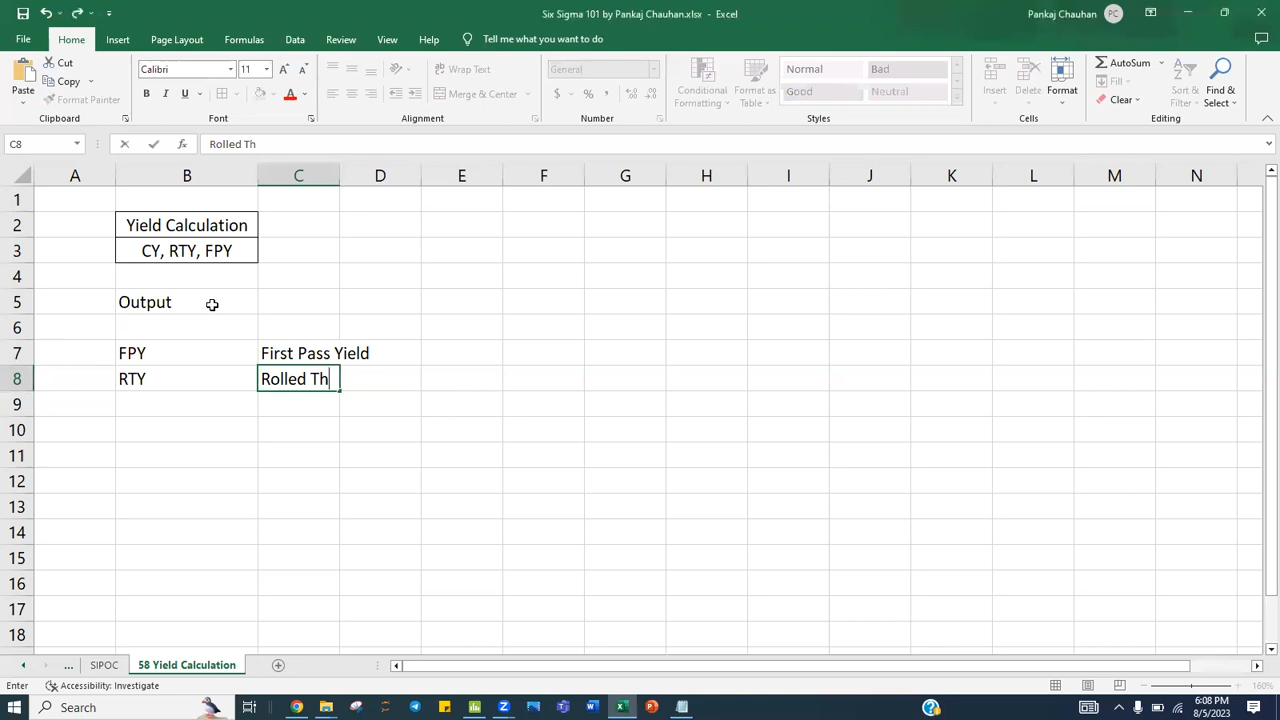 Six Sigma 101 by Pankaj Chauhan.xlsx - Excel
Pankaj Chauhan PC
File Home Insert Page Layout Formulas Data Review View Help Tell me what you want to do
Paste
Cut
Copy
Format Painter
Clipboard
Calibri 11
B I U
Font
Wrap Text
Merge & Center
Alignment
General
$ %
Number
Conditional
Formatting
Format as
Table
Normal Bad
Good Neutral
Styles
Insert Delete Format
Cells
AutoSum
Fill
Clear
Sort &
Filter
Find &
Select
Editing
C8 Rolled Th
A B C D E F G H I J K L M N
1
2 Yield Calculation
3 CY, RTY, FPY
4
5 Output
6
7 FPY First Pass Yield
8 RTY Rolled Th
9
10
11
12
13
14
15
16
17
18
... SIPOC 58 Yield Calculation
Enter Accessibility: Investigate 160%
Search
6:08 PM
8/5/2023